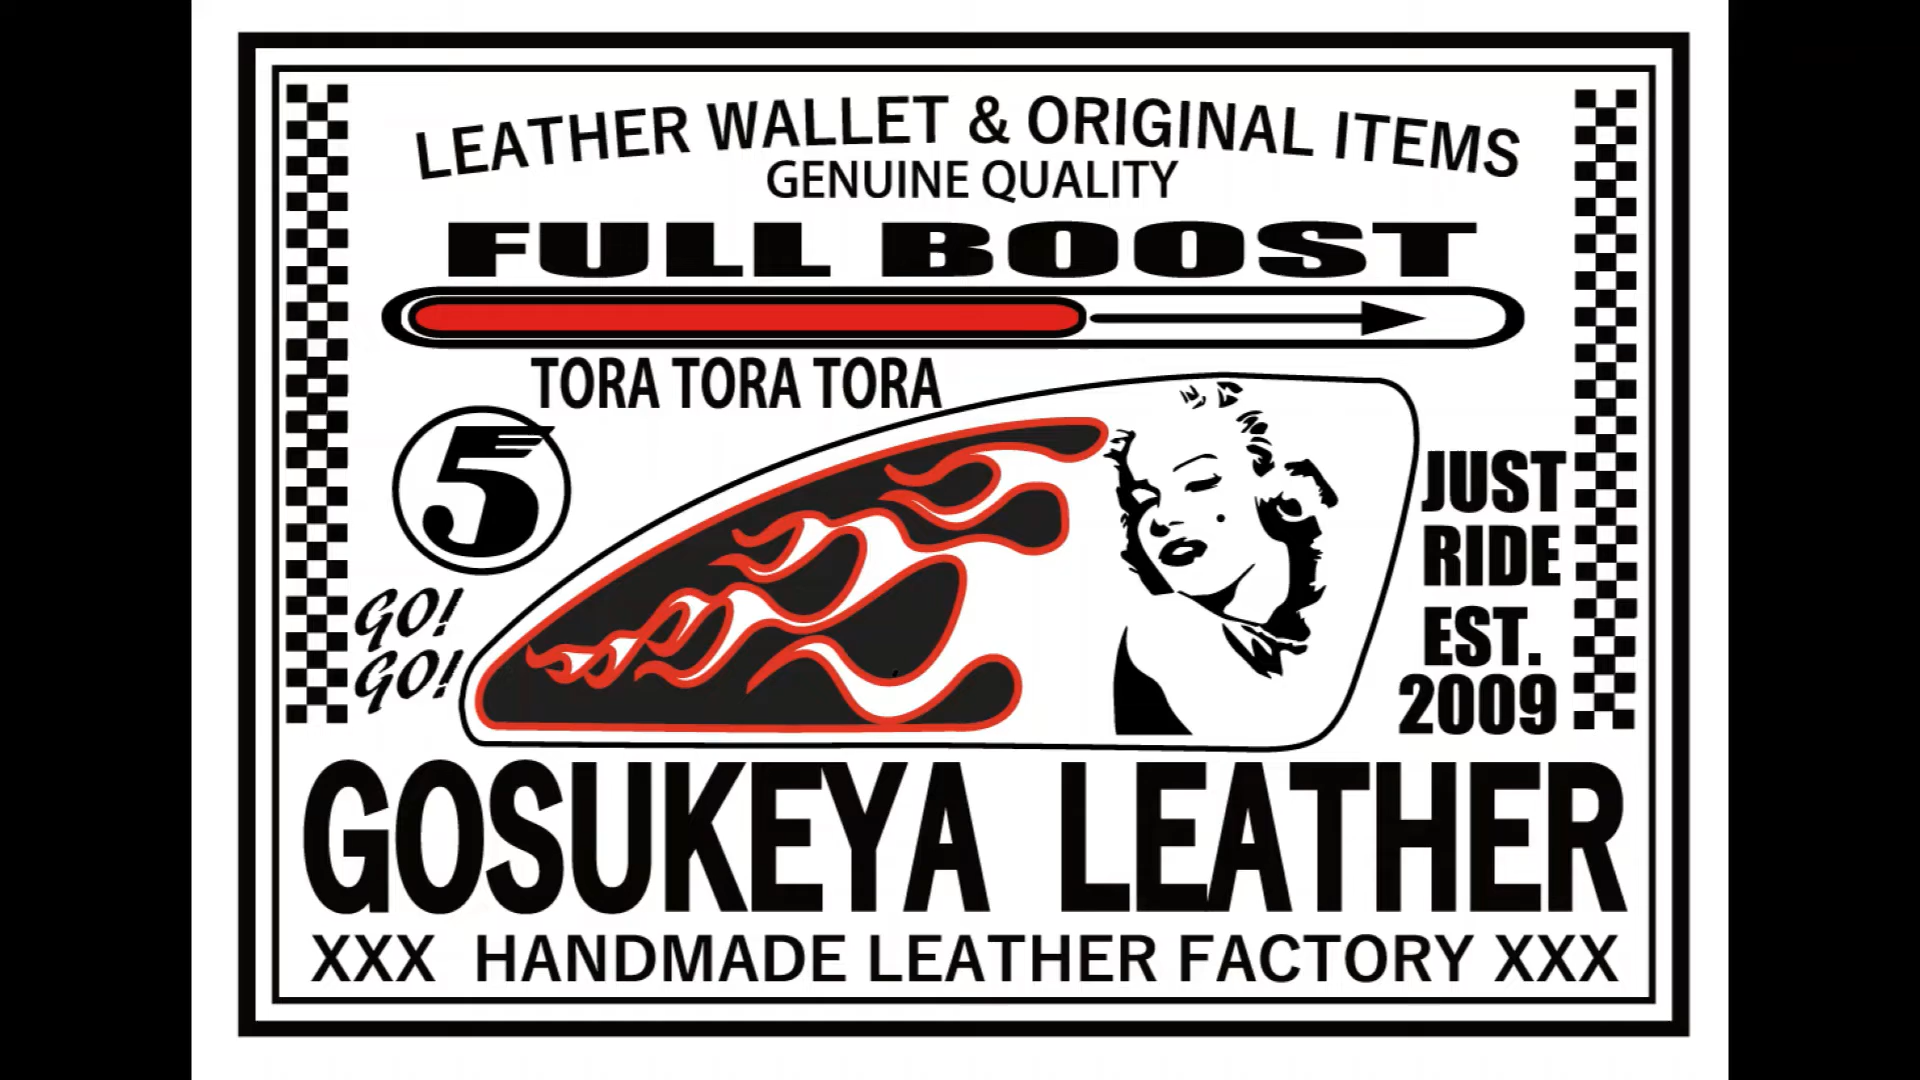 LEATHER WALLET & ORIGINAL ITEMS
GENUINE QUALITY
FULL BOOST
TORA TORA TORA
5
GO!
GO!
JUST
RIDE
EST.
2009
GOSUKEYA LEATHER
XXX HANDMADE LEATHER FACTORY XXX